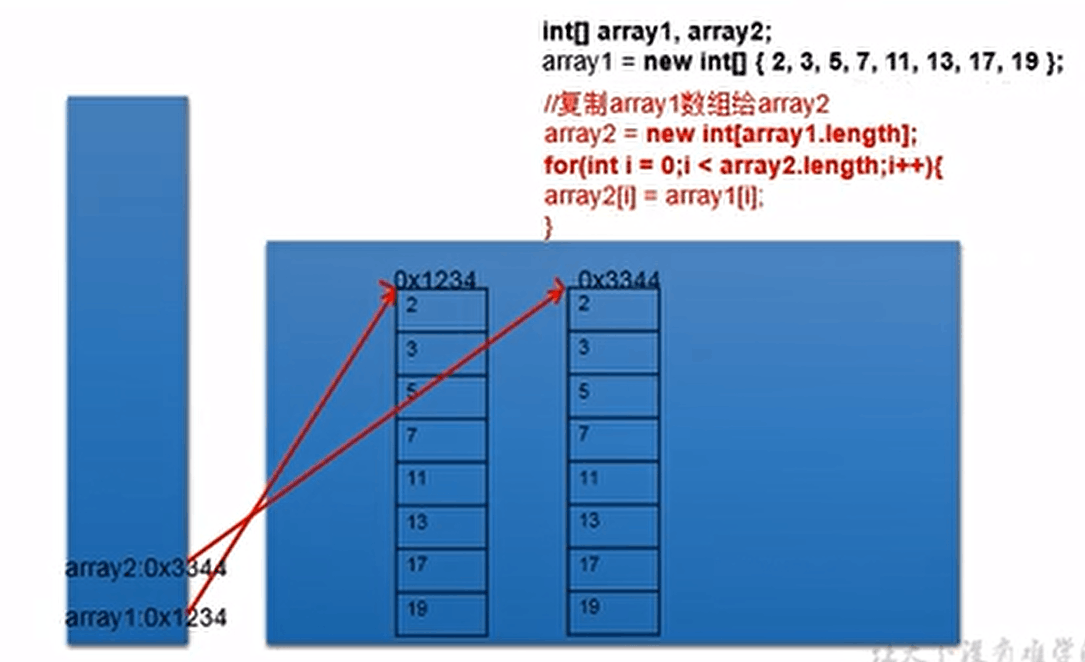 int[] array1, array2;
array1 = new int[] { 2, 3, 5, 7, 11, 13, 17, 19 };
//复制array1数组给array2
array2 = new int[array1.length];
for(int i = 0;i < array2.length;i++){
array2[i] = array1[i];
}
0x1234
2
3
5
7
11
13
17
19
0x3344
2
3
5
7
11
13
17
19
array2:0x3344
array1:0x1234